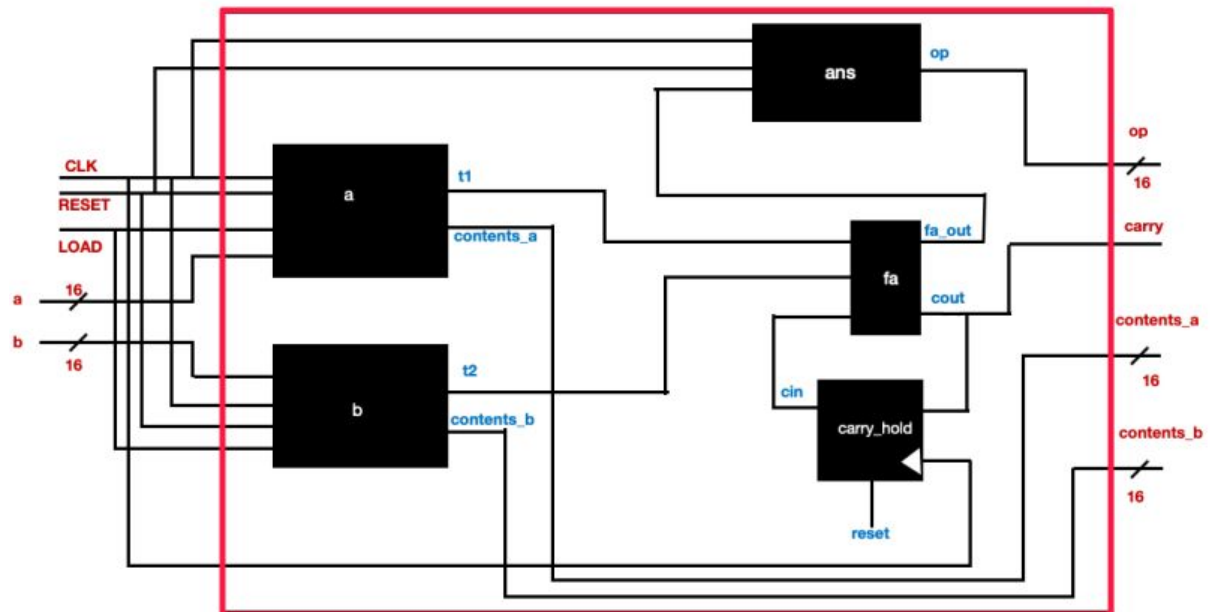 op
ans
op
16
CLK
RESET
LOAD
a
t1
contents_a
fa_out
carry
fa
a
16
b
16
cout
contents_a
16
t2
b
contents_b
cin
carry_hold
contents_b
16
reset